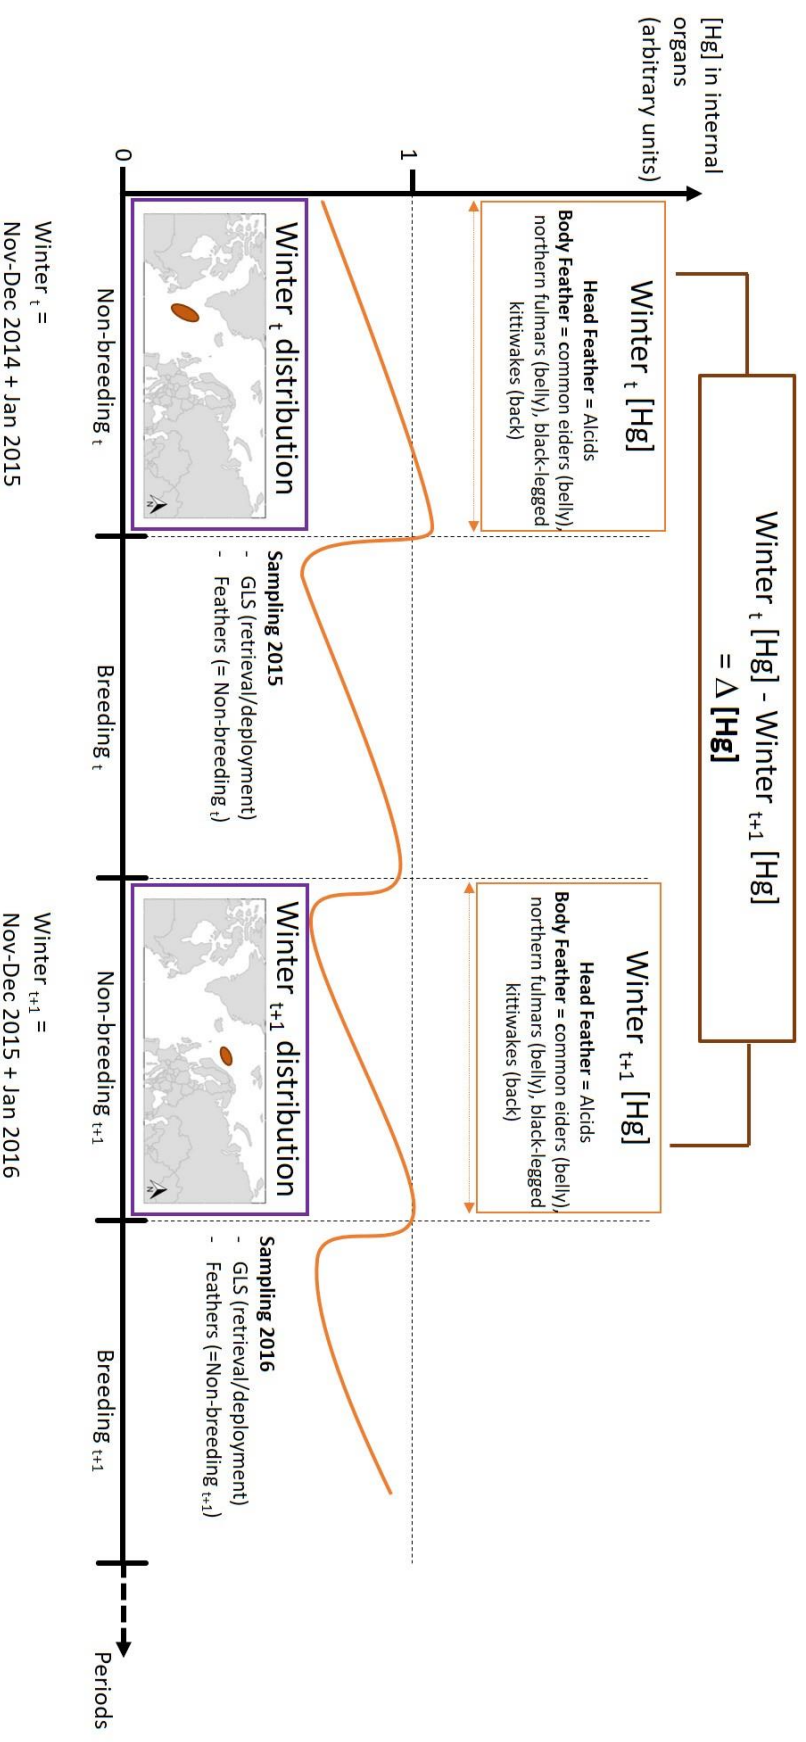 [Hg] in internal
organs
(arbitrary units)
1
0
Winter t [Hg] - Winter t+1 [Hg]
= Δ [Hg]
Winter t [Hg]
Head Feather = Alcids
Body Feather = common eiders (belly),
northern fulmars (belly), black-legged
kittiwakes (back)
Winter t+1 [Hg]
Head Feather = Alcids
Body Feather = common eiders (belly),
northern fulmars (belly), black-legged
kittiwakes (back)
Winter t distribution
N
Sampling 2015
- GLS (retrieval/deployment)
- Feathers (= Non-breeding t)
Winter t+1 distribution
N
Sampling 2016
- GLS (retrieval/deployment)
- Feathers (=Non-breeding t+1)
Non-breeding t
Breeding t
Non-breeding t+1
Breeding t+1
Periods
Winter t =
Nov-Dec 2014 + Jan 2015
Winter t+1 =
Nov-Dec 2015 + Jan 2016